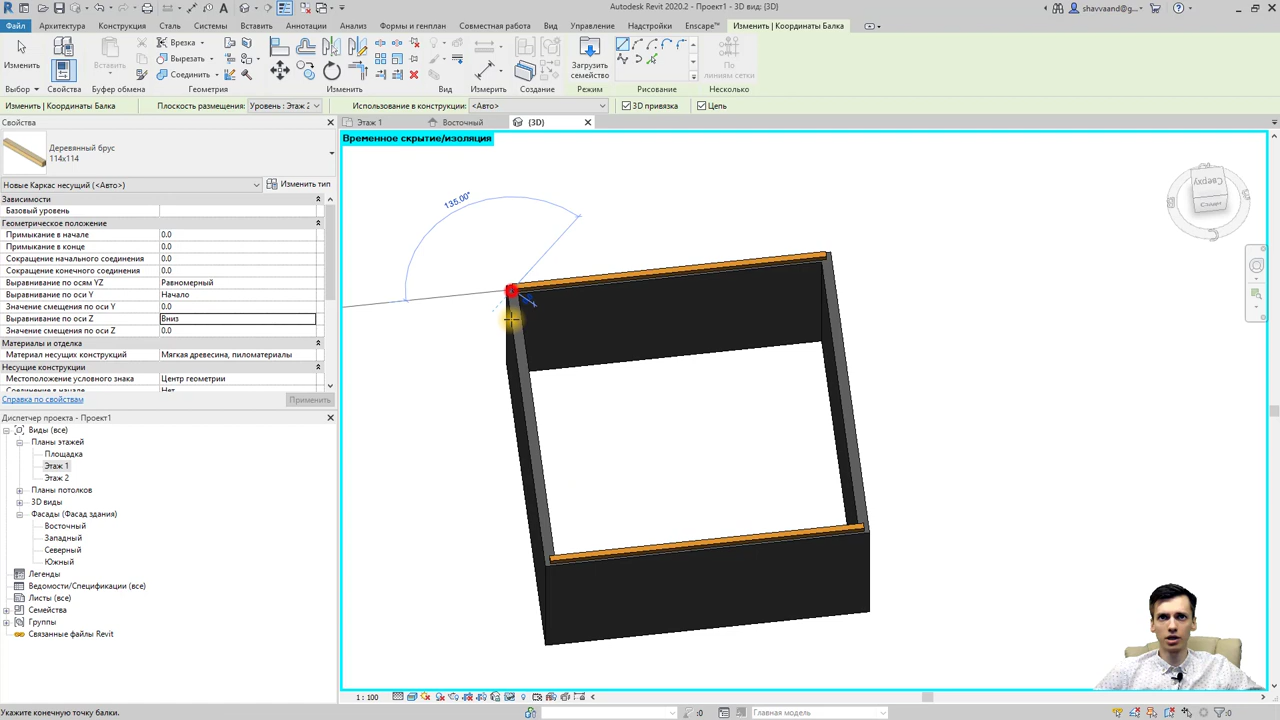 Autodesk Revit 2020.2 - Проект1 - 3D вид: {3D}
shavvaand
Файл
Архитектура
Конструкция
Сталь
Системы
Вставить
Аннотации
Анализ
Формы и генплан
Совместная работа
Вид
Управление
Надстройки
Enscape™
Изменить | Координаты Балка
Изменить
Вставить
Врезка
Вырезать
Соединить
Загрузить семейство
По линиям сетки
Выбор
Свойства
Буфер обмена
Геометрия
Изменить
Вид
Измерить
Создание
Режим
Рисование
Несколько
Изменить | Координаты Балка
Плоскость размещения:
Уровень : Этаж 2
Использование в конструкции:
<Авто>
3D привязка
Цепь
Свойства
Этаж 1
Восточный
{3D}
Временное скрытие/изоляция
Деревянный брус
114x114
Новые Каркас несущий (<Авто>)
Изменить тип
Зависимости
Базовый уровень
Геометрическое положение
Примыкание в начале 0.0
Примыкание в конце 0.0
Сокращение начального соединения 0.0
Сокращение конечного соединения 0.0
Выравнивание по осям YZ Равномерный
Выравнивание по оси Y Начало
Значение смещения по оси Y 0.0
Выравнивание по оси Z Вниз
Значение смещения по оси Z 0.0
Материалы и отделка
Материал несущих конструкций Мягкая древесина, пиломатериалы
Несущие конструкции
Местоположение условного знака Центр геометрии
Справка по свойствам
Применить
Диспетчер проекта - Проект1
Виды (все)
Планы этажей
Площадка
Этаж 1
Этаж 2
Планы потолков
3D виды
Фасады (Фасад здания)
Восточный
Западный
Северный
Южный
Легенды
Ведомости/Спецификации (все)
Листы (все)
Семейства
Группы
Связанные файлы Revit
135.00°
Сверху
1 : 100
Укажите конечную точку балки.
:0
Главная модель
:0